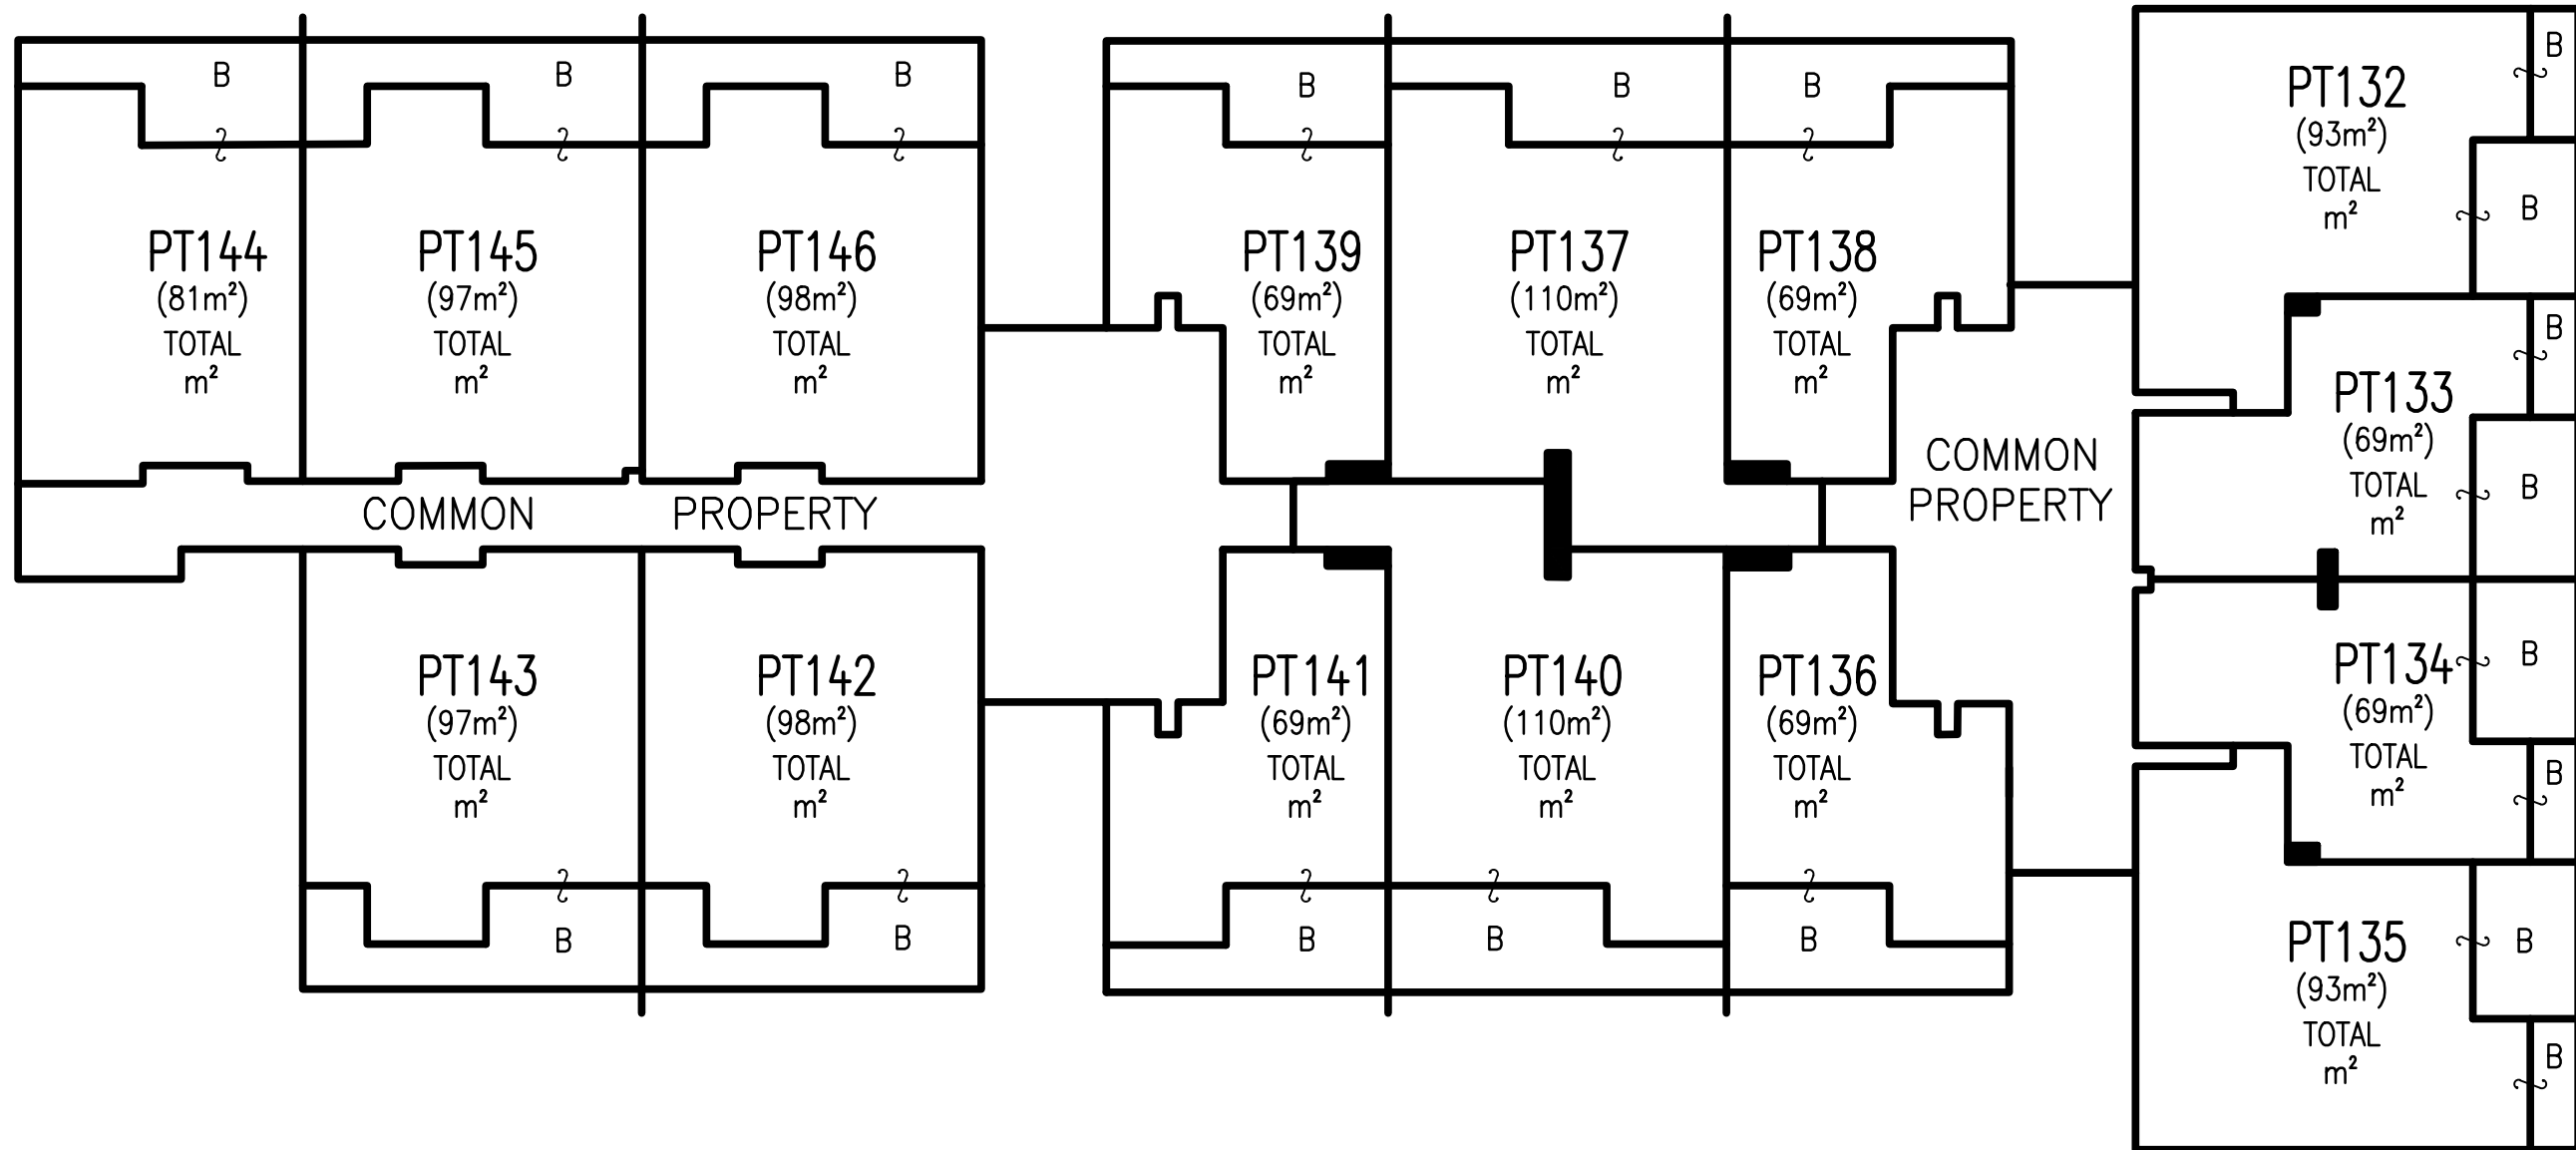 B
B
B
PT144
(81m²)
TOTAL
m²
PT145
(97m²)
TOTAL
m²
PT146
(98m²)
TOTAL
m²
COMMON PROPERTY
PT143
(97m²)
TOTAL
m²
B
PT142
(98m²)
TOTAL
m²
B
B
B
B
PT139
(69m²)
TOTAL
m²
PT137
(110m²)
TOTAL
m²
PT138
(69m²)
TOTAL
m²
COMMON
PROPERTY
PT141
(69m²)
TOTAL
m²
B
PT140
(110m²)
TOTAL
m²
B
PT136
(69m²)
TOTAL
m²
B
B
PT132
(93m²)
TOTAL
m²
B
B
PT133
(69m²)
TOTAL
m²
B
B
PT134
(69m²)
TOTAL
m²
B
PT135
(93m²)
TOTAL
m²
B
B